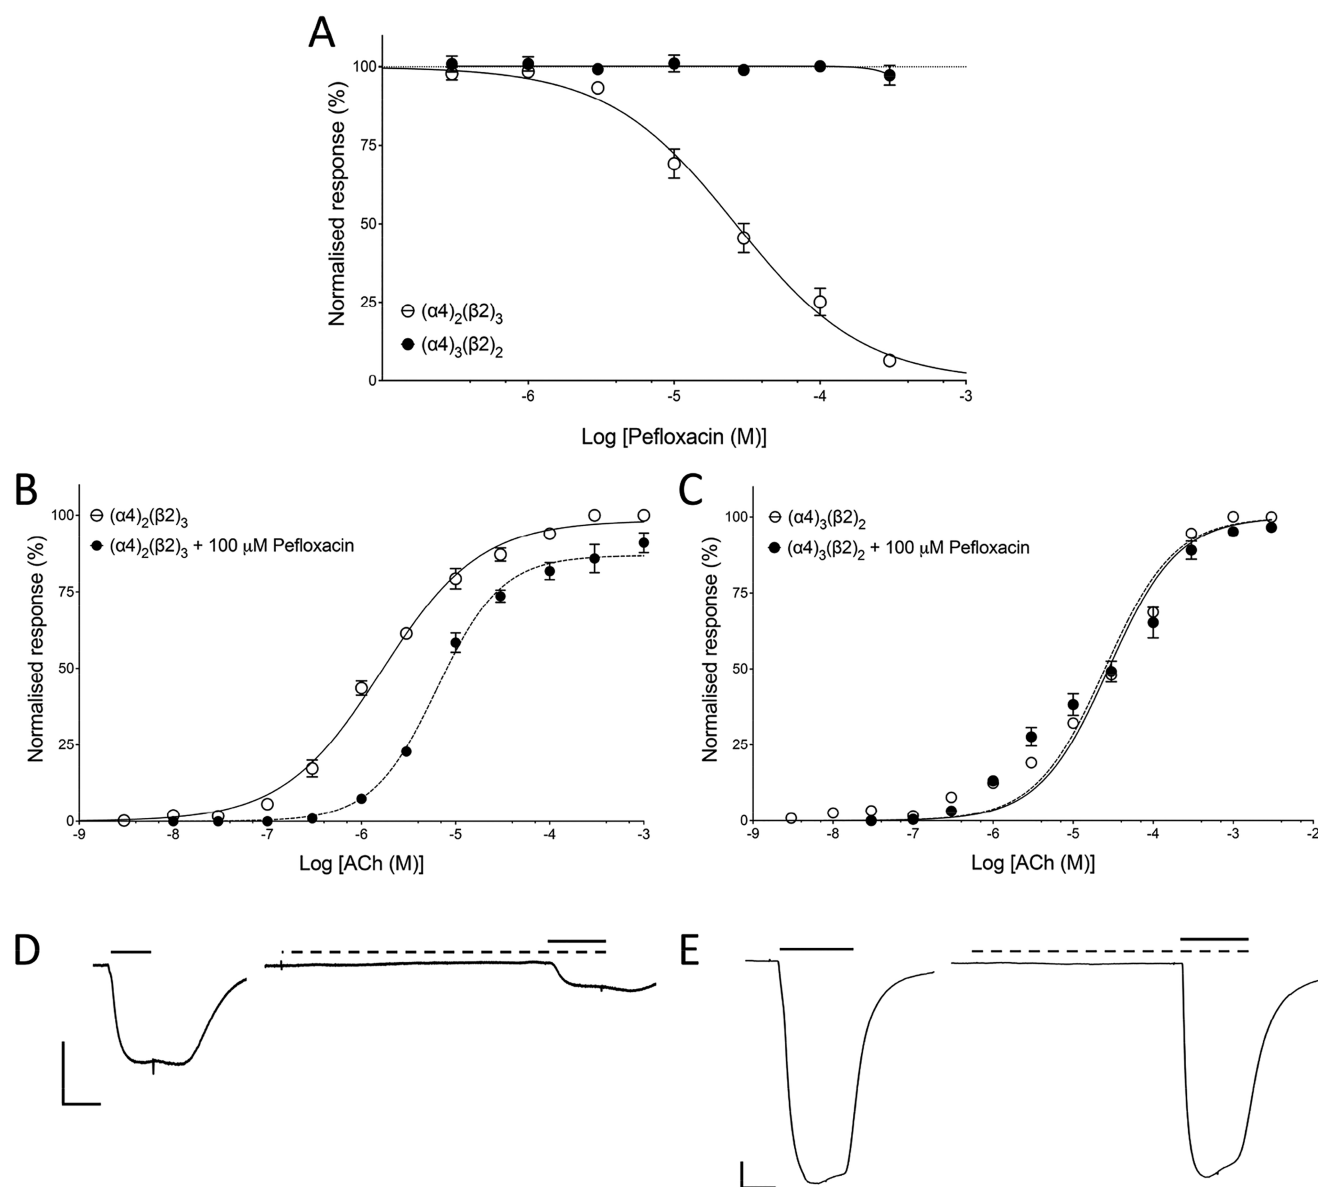 A
Normalised response (%)
100
75
50
25
0
(α4)2(β2)3
(α4)3(β2)2
-6
-5
-4
-3
Log [Pefloxacin (M)]
B
Normalised response (%)
100
75
50
25
0
(α4)2(β2)3
(α4)2(β2)3 + 100 μM Pefloxacin
-9
-8
-7
-6
-5
-4
-3
Log [ACh (M)]
C
Normalised response (%)
100
75
50
25
0
(α4)3(β2)2
(α4)3(β2)2 + 100 μM Pefloxacin
-9
-8
-7
-6
-5
-4
-3
-2
Log [ACh (M)]
D
E